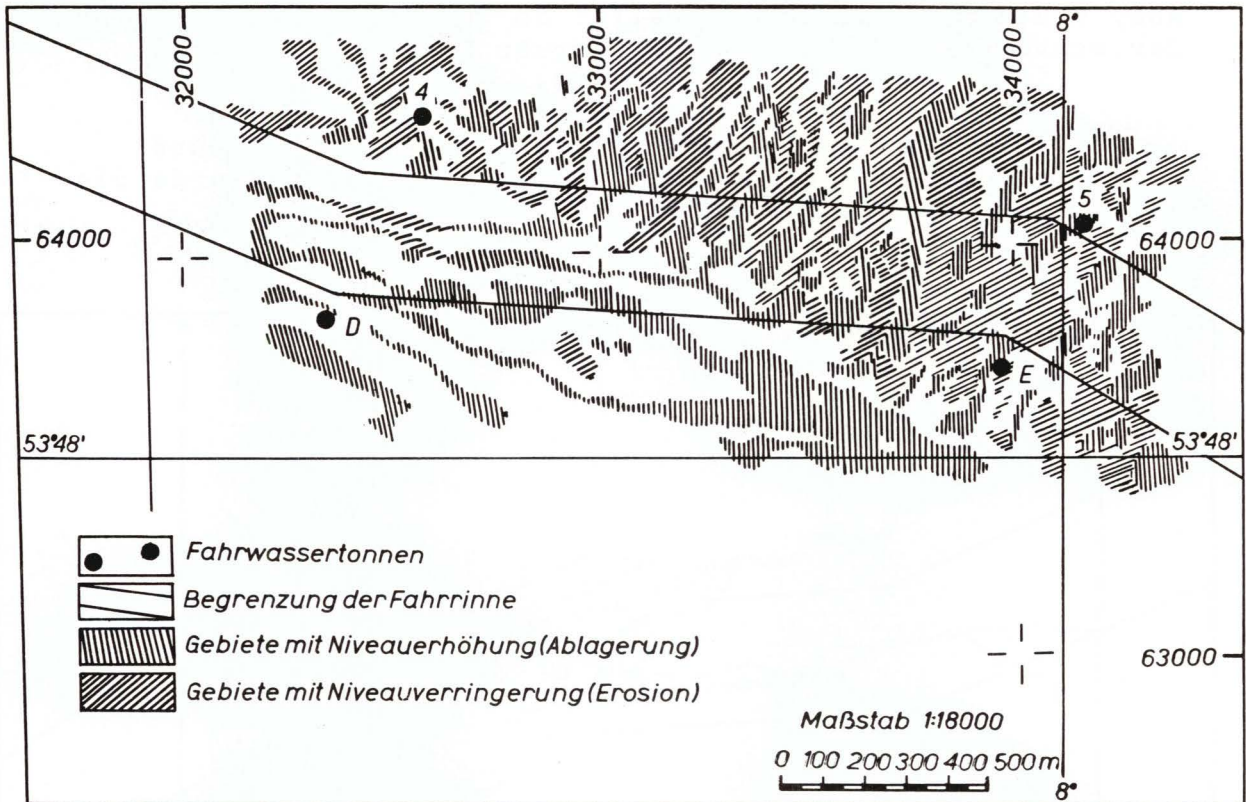 32000
33000
34000
8°
4
5
64000
64000
D
E
53°48'
53°48'
Fahrwassertonnen
Begrenzung der Fahrrinne
Gebiete mit Niveauerhöhung (Ablagerung)
63000
Gebiete mit Niveauverringerung (Erosion)
Maßstab 1:18000
0 100 200 300 400 500m
8°